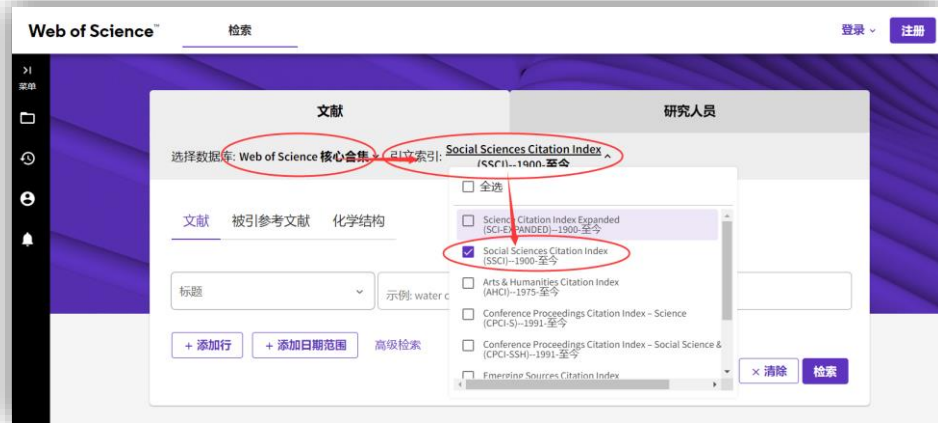 Web of Science™ 检索 登录 注册
>I
菜单
文献 研究人员
选择数据库: Web of Science 核心合集 引文索引: Social Sciences Citation Index
(SSCI)--1900-至今
全选
文献 被引参考文献 化学结构
Science Citation Index Expanded
(SCI-EXPANDED)--1900-至今
Social Sciences Citation Index
(SSCI)--1900-至今
标题 示例: water c
Arts & Humanities Citation Index
(AHCI)--1975-至今
Conference Proceedings Citation Index – Science
(CPCI-S)--1991-至今
+ 添加行 + 添加日期范围 高级检索
Conference Proceedings Citation Index – Social Science &
(CPCI-SSH)--1991-至今
Emerging Sources Citation Index
× 清除 检索